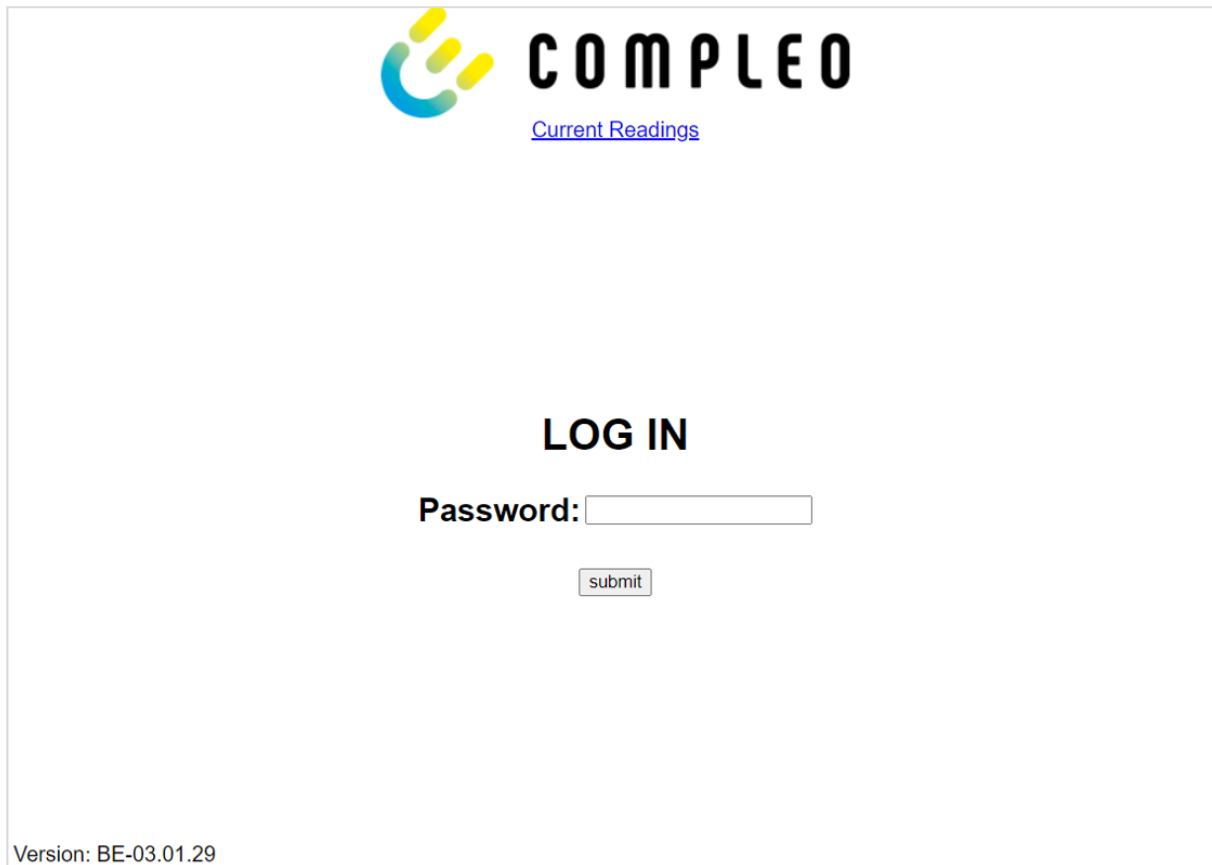 COMPLEO
Current Readings
LOG IN
Password:
submit
Version: BE-03.01.29